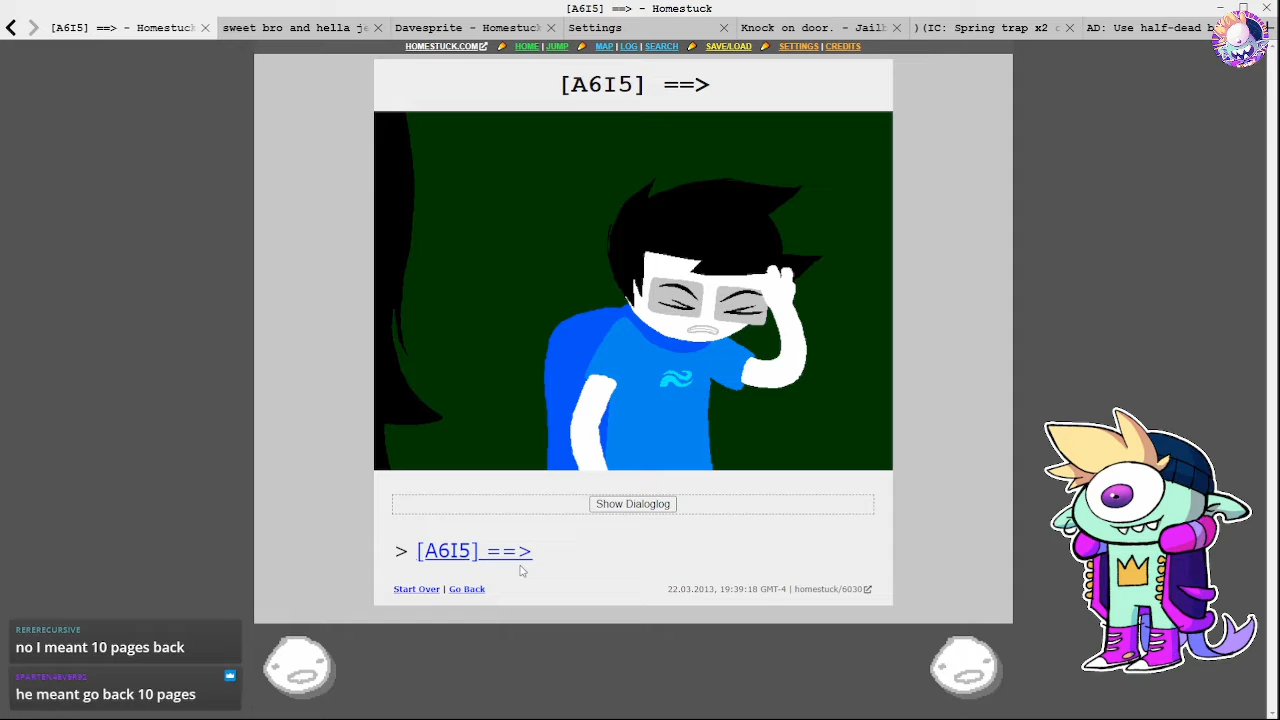 [A6I5] ==> - Homestuck
[A6I5] ==> - Homestuck
sweet bro and hella je
Davesprite - Homestuck
Settings
Knock on door. - Jailb
)(IC: Spring trap x2 c
AD: Use half-dead b
HOMESTUCK.COM
HOME | JUMP
MAP | LOG | SEARCH
SAVE/LOAD
SETTINGS | CREDITS
[A6I5] ==>
Show Dialoglog
> [A6I5] ==>
Start Over | Go Back
22.03.2013, 19:39:18 GMT-4 | homestuck/6030
RERERECURSIVE
no I meant 10 pages back
he meant go back 10 pages